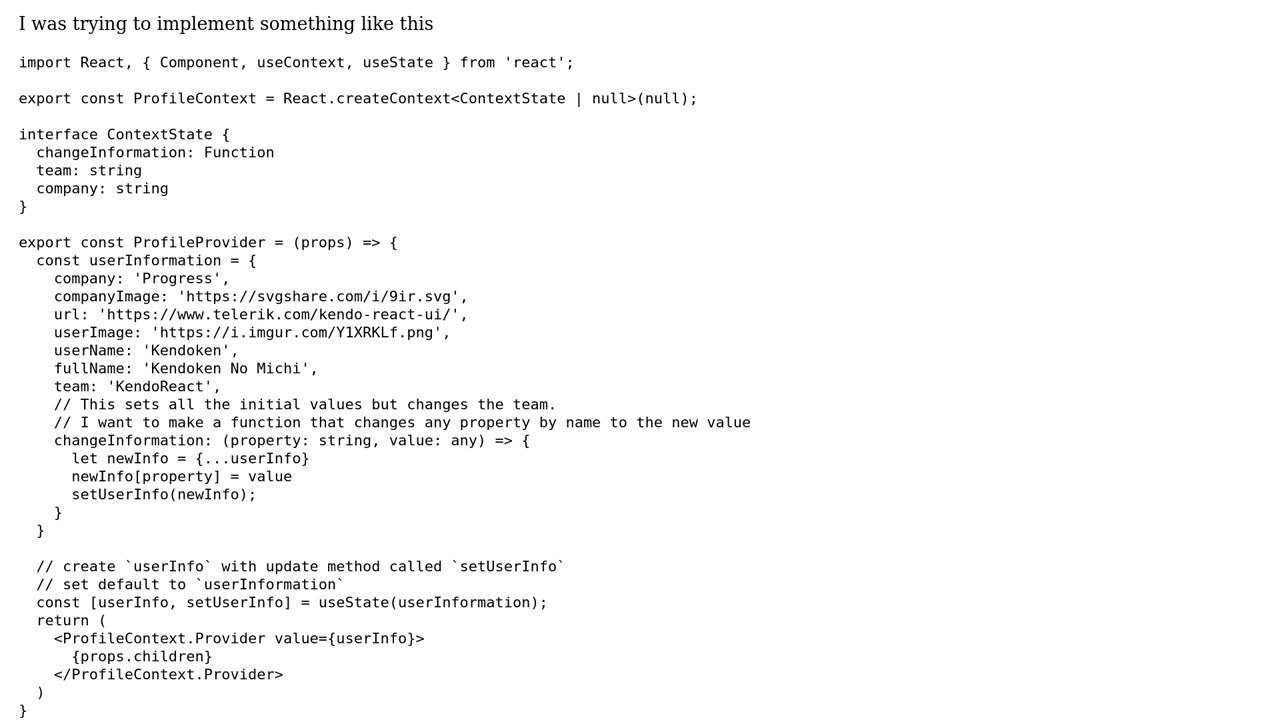 I was trying to implement something like this
import React, { Component, useContext, useState } from 'react';
export const ProfileContext = React.createContext<ContextState | null>(null);
interface ContextState {
  changeInformation: Function
  team: string
  company: string
}
export const ProfileProvider = (props) => {
  const userInformation = {
    company: 'Progress',
    companyImage: 'https://svgshare.com/i/9ir.svg',
    url: 'https://www.telerik.com/kendo-react-ui/',
    userImage: 'https://i.imgur.com/Y1XRKLf.png',
    userName: 'Kendoken',
    fullName: 'Kendoken No Michi',
    team: 'KendoReact',
    // This sets all the initial values but changes the team.
    // I want to make a function that changes any property by name to the new value
    changeInformation: (property: string, value: any) => {
      let newInfo = {...userInfo}
      newInfo[property] = value
      setUserInfo(newInfo);
    }
  }
  // create `userInfo` with update method called `setUserInfo`
  // set default to `userInformation`
  const [userInfo, setUserInfo] = useState(userInformation);
  return (
    <ProfileContext.Provider value={userInfo}>
      {props.children}
    </ProfileContext.Provider>
  )
}